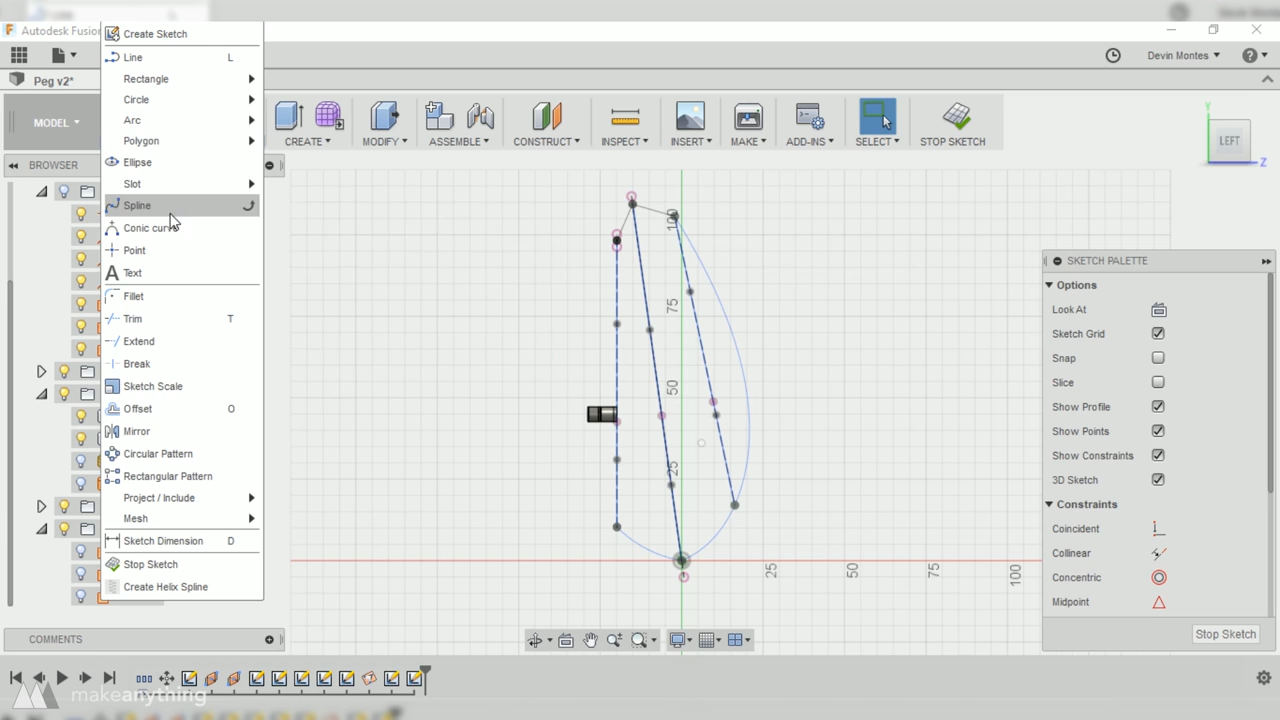 Autodesk Fusion
Devin Montes
Peg v2*
MODEL
CREATE
MODIFY
ASSEMBLE
CONSTRUCT
INSPECT
INSERT
MAKE
ADD-INS
SELECT
STOP SKETCH
BROWSER
Create Sketch
Line L
Rectangle
Circle
Arc
Polygon
Ellipse
Slot
Spline
Conic curve
Point
Text
Fillet
Trim T
Extend
Break
Sketch Scale
Offset O
Mirror
Circular Pattern
Rectangular Pattern
Project / Include
Mesh
Sketch Dimension D
Stop Sketch
Create Helix Spline
Y
LEFT
Z
100
75
50
25
25
50
75
100
SKETCH PALETTE
Options
Look At
Sketch Grid
Snap
Slice
Show Profile
Show Points
Show Constraints
3D Sketch
Constraints
Coincident
Collinear
Concentric
Midpoint
Stop Sketch
COMMENTS
makeanything